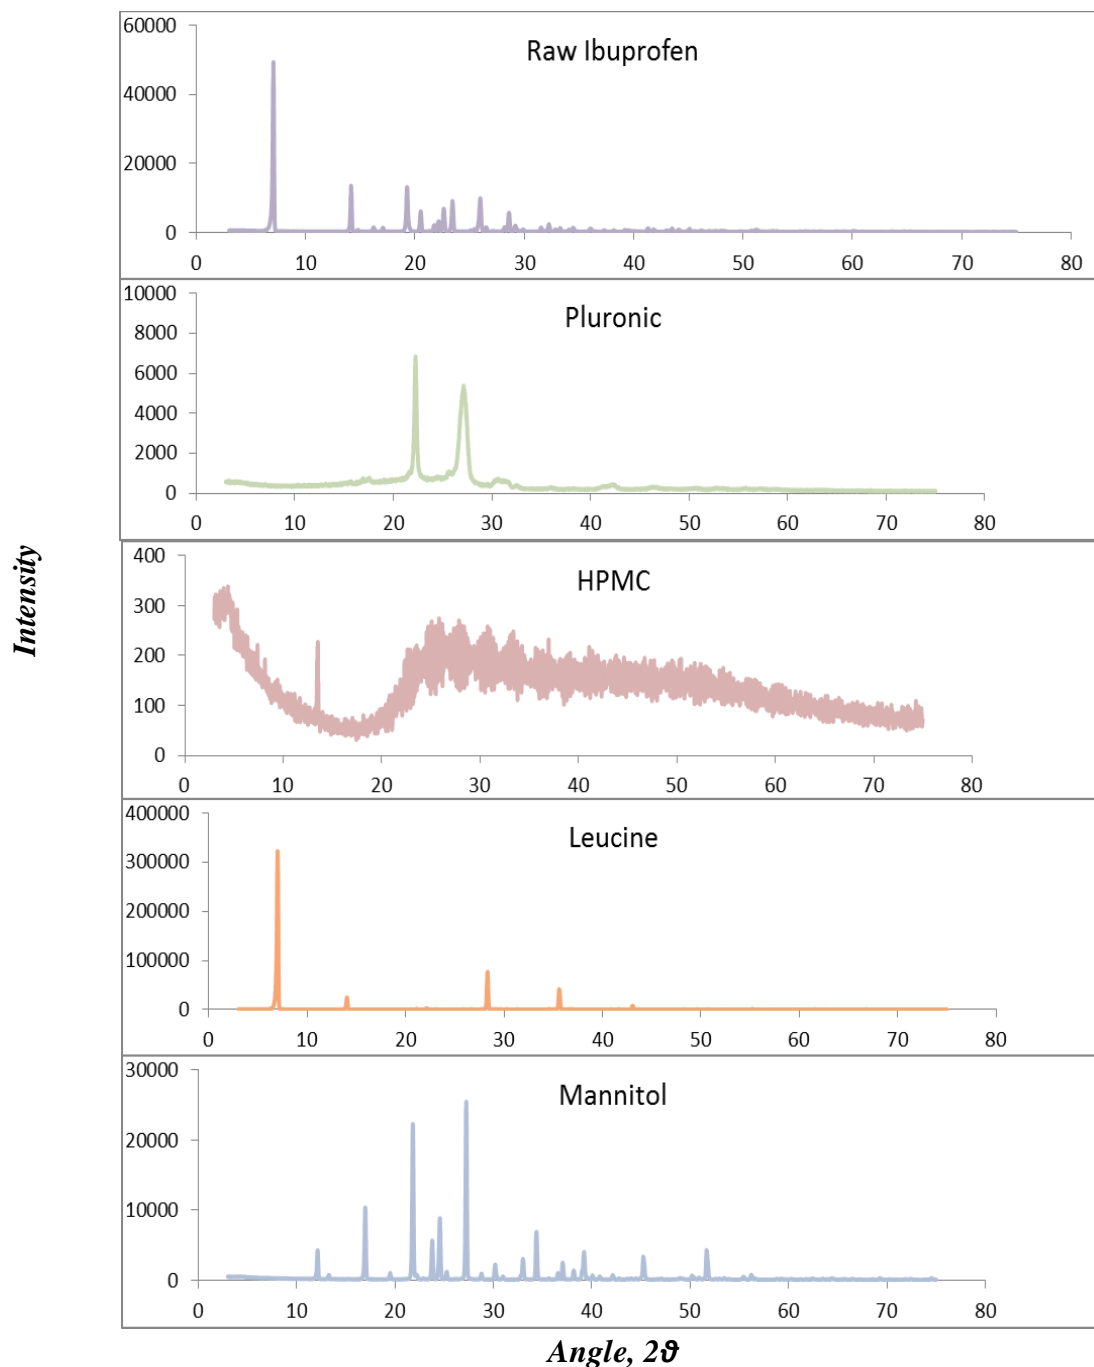 60000
Raw Ibuprofen
40000
20000
0
0 10 20 30 40 50 60 70 80
10000
Pluronic
8000
6000
4000
2000
0
0 10 20 30 40 50 60 70 80
400
HPMC
300
200
100
0
0 10 20 30 40 50 60 70 80
400000
Leucine
300000
200000
100000
0
0 10 20 30 40 50 60 70 80
30000
Mannitol
20000
10000
0
0 10 20 30 40 50 60 70 80
Intensity
Angle, 2ϑ